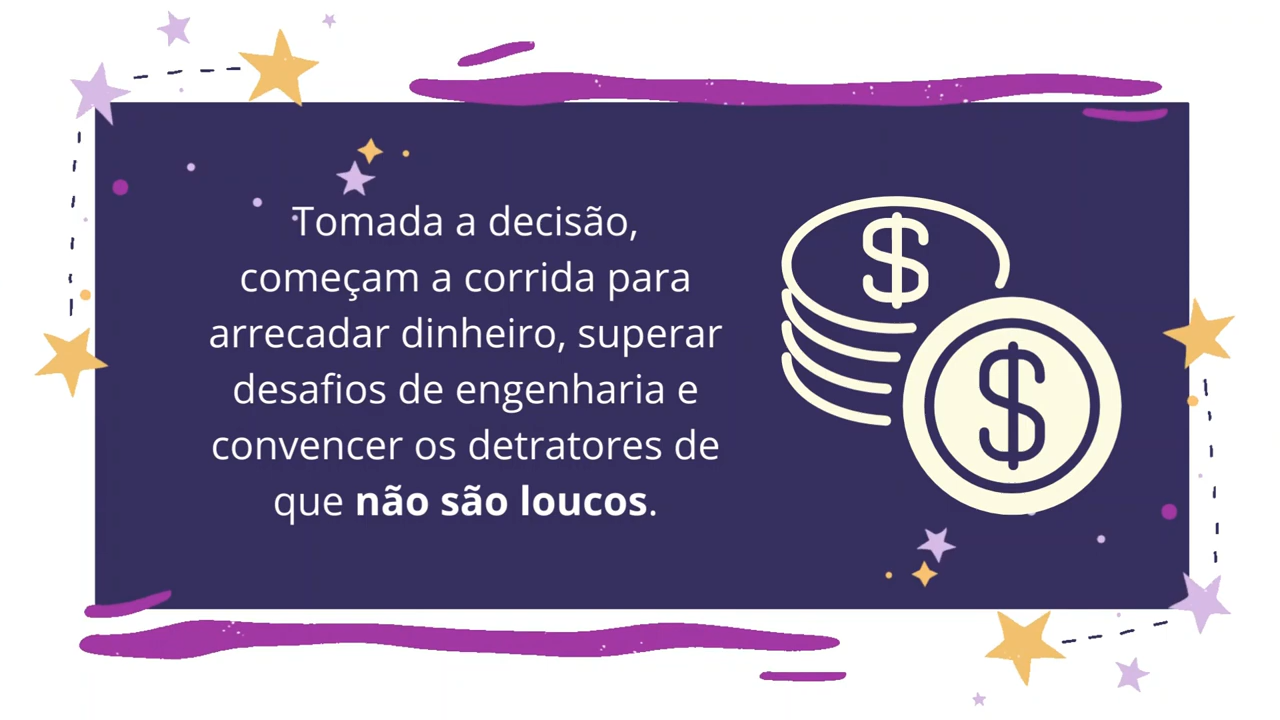 Tomada a decisão,
começam a corrida para
arrecadar dinheiro, superar
desafios de engenharia e
convencer os detratores de
que não são loucos.
$
$